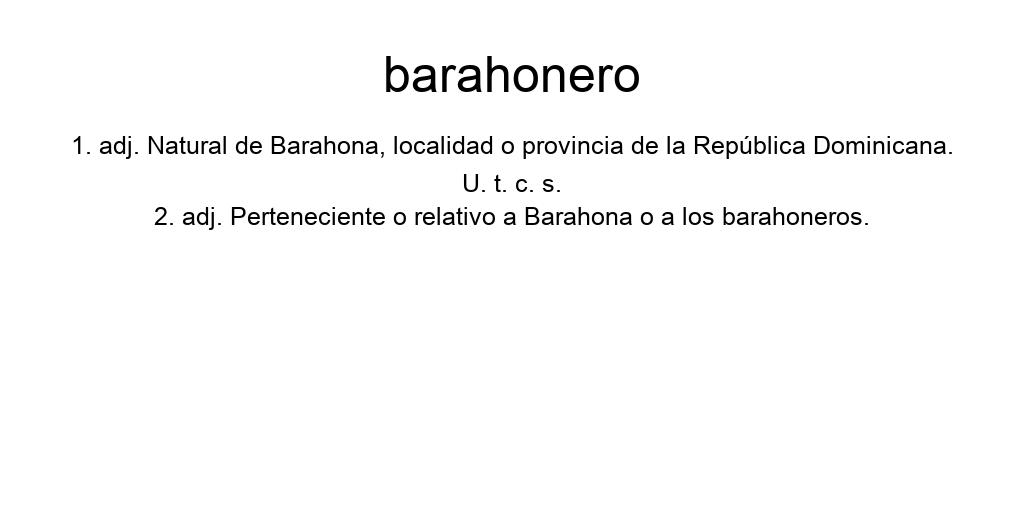 barahonero
1. adj. Natural de Barahona, localidad o provincia de la República Dominicana.
U. t. c. s.
2. adj. Perteneciente o relativo a Barahona o a los barahoneros.